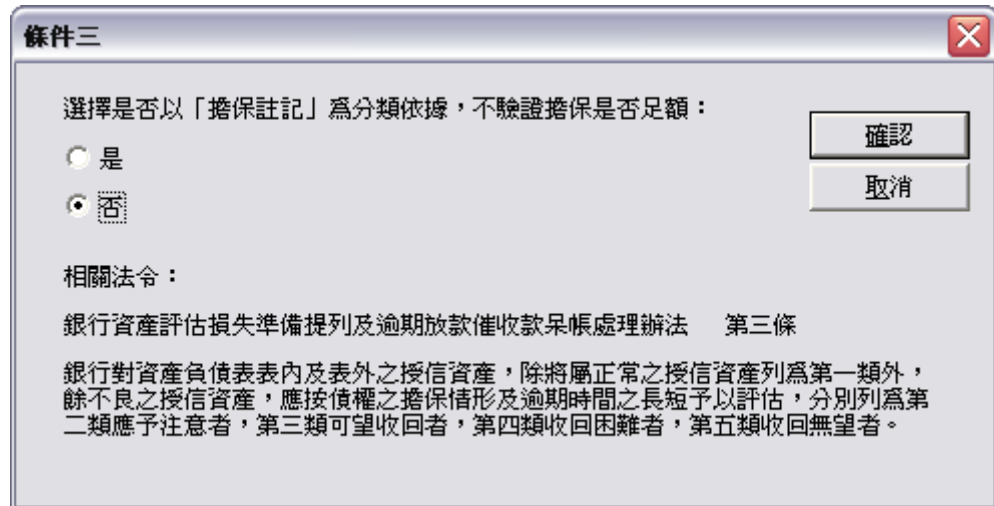 條件三
選擇是否以「擔保註記」為分類依據，不驗證擔保是否足額：
確認
是
取消
否
相關法令：
銀行資產評估損失準備提列及逾期放款催收款呆帳處理辦法 第三條
銀行對資產負債表表內及表外之授信資產，除將屬正常之授信資產列為第一類外，
餘不良之授信資產，應按債權之擔保情形及逾期時間之長短予以評估，分別列為第
二類應予注意者，第三類可望收回者，第四類收回困難者，第五類收回無望者。